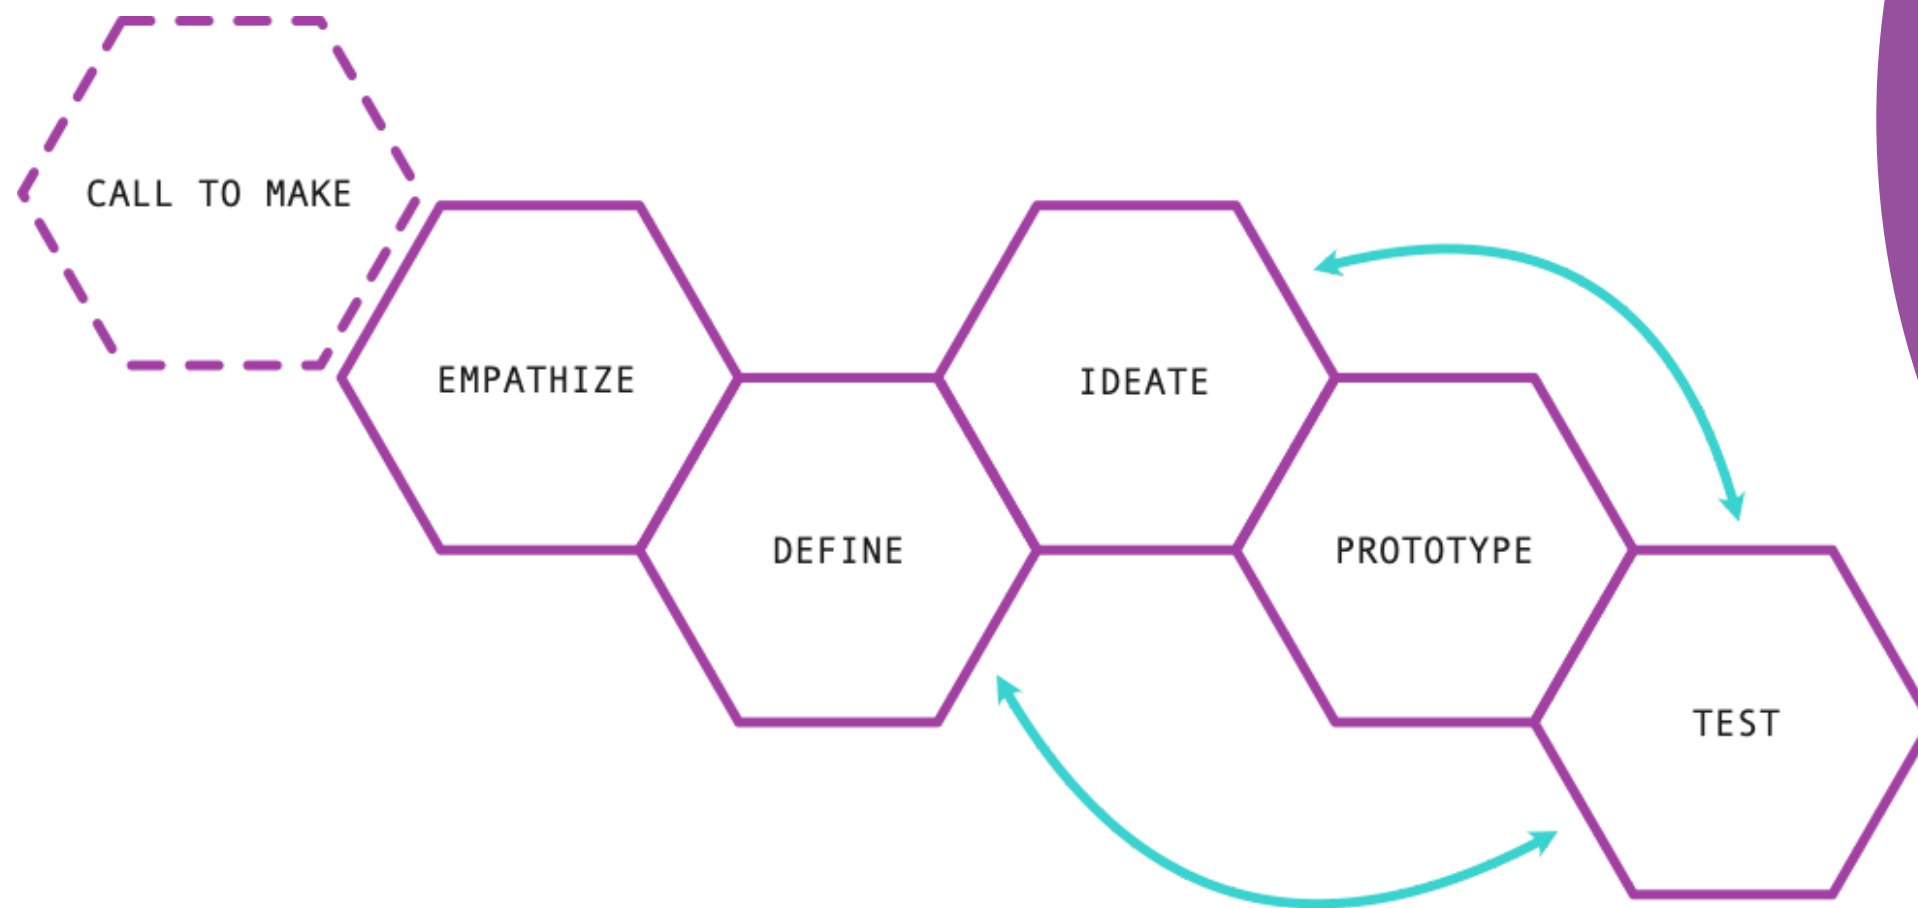 CALL TO MAKE
EMPATHIZE
DEFINE
IDEATE
PROTOTYPE
TEST